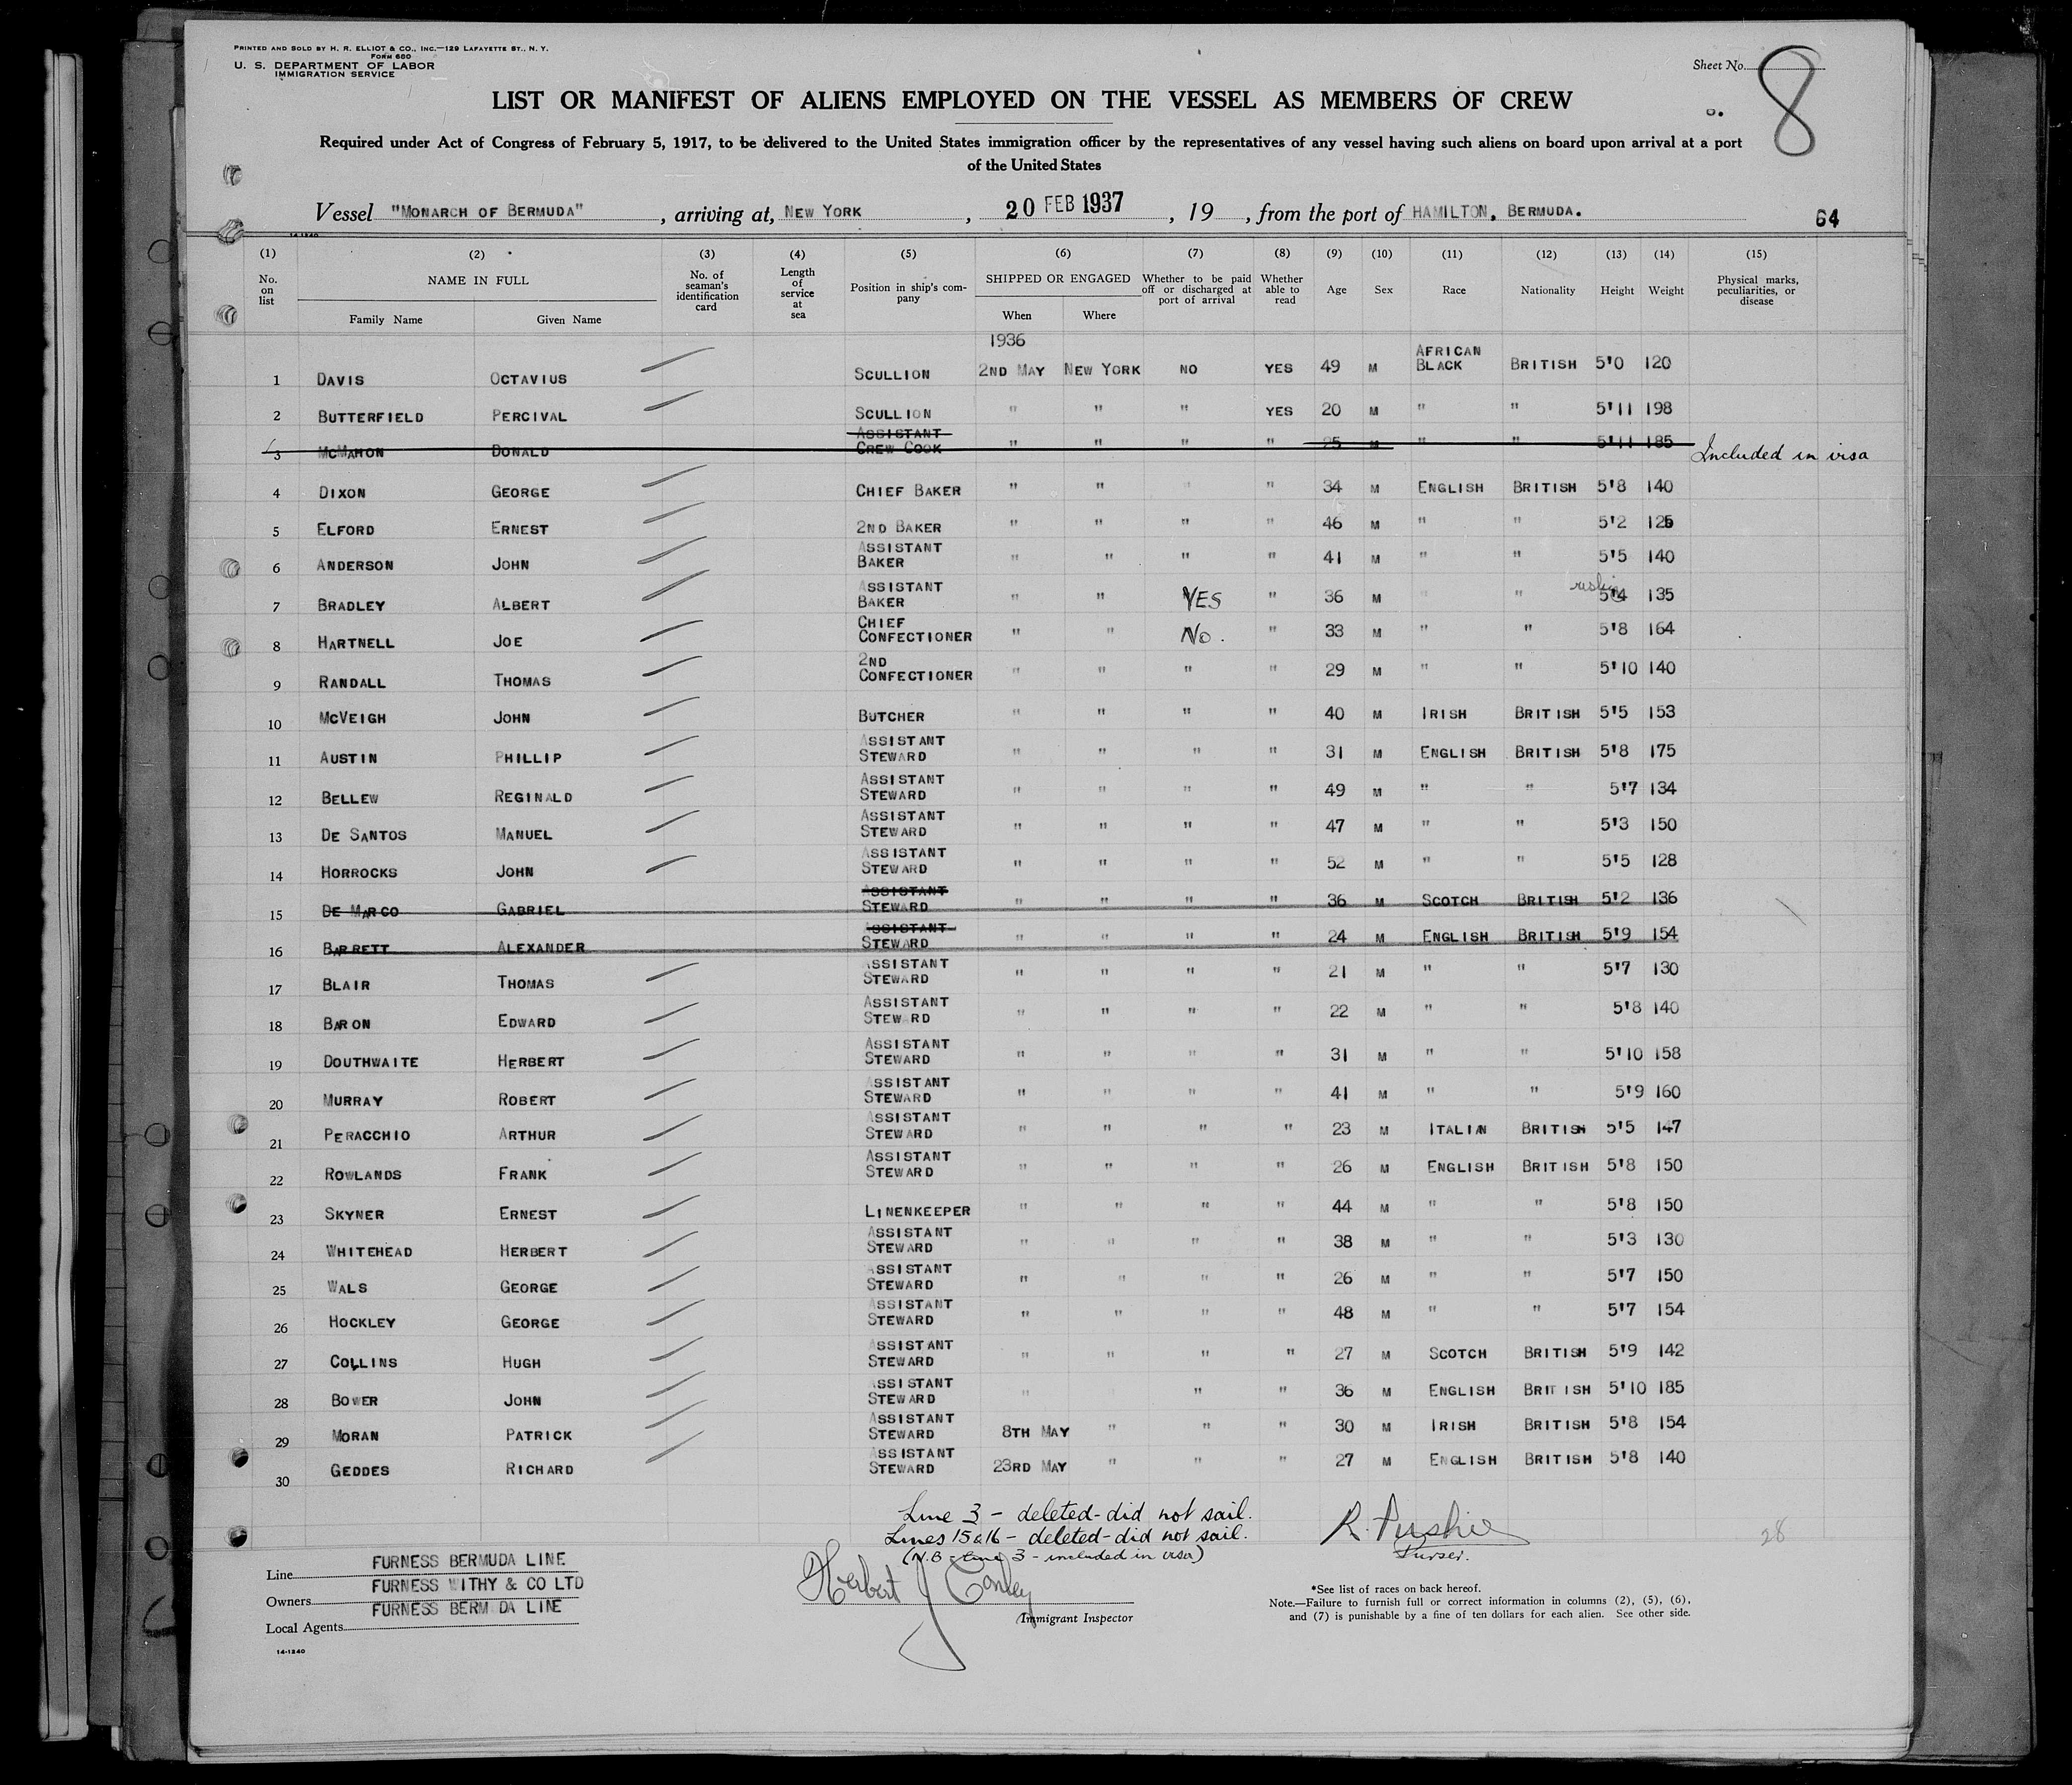 PRINTED AND SOLD BY H. R. ELLIOT & CO., INC.—129 LAFAYETTE ST., N. Y.
FORM 680
U. S. DEPARTMENT OF LABOR
IMMIGRATION SERVICE
Sheet No. 8
LIST OR MANIFEST OF ALIENS EMPLOYED ON THE VESSEL AS MEMBERS OF CREW
Required under Act of Congress of February 5, 1917, to be delivered to the United States immigration officer by the representatives of any vessel having such aliens on board upon arrival at a port
of the United States
Vessel "MONARCH OF BERMUDA", arriving at, NEW YORK, 20 FEB 1937, 19, from the port of HAMILTON, BERMUDA.
64
14-1240
(1) (2) (3) (4) (5) (6) (7) (8) (9) (10) (11) (12) (13) (14) (15)
No. on list NAME IN FULL Family Name Given Name No. of seaman's identification card Length of service at sea Position in ship's company SHIPPED OR ENGAGED When Where Whether to be paid off or discharged at port of arrival Whether able to read Age Sex Race Nationality Height Weight Physical marks, peculiarities, or disease
1936
1 DAVIS OCTAVIUS SCULLION 2ND MAY NEW YORK NO YES 49 M AFRICAN BLACK BRITISH 5'0 120
2 BUTTERFIELD PERCIVAL SCULLION " " " YES 20 M " " 5'11 198
3 MCMAHON DONALD ASSISTANT CREW COOK " " " " 25 M " " 5'11 185 Included in visa
4 DIXON GEORGE CHIEF BAKER " " " " 34 M ENGLISH BRITISH 5'8 140
5 ELFORD ERNEST 2ND BAKER " " " " 46 M " " 5'2 125
6 ANDERSON JOHN ASSISTANT BAKER " " " " 41 M " " 5'5 140
7 BRADLEY ALBERT ASSISTANT BAKER " " YES " 36 M " " 5'4 135
8 HARTNELL JOE CHIEF CONFECTIONER " " No. " 33 M " " 5'8 164
9 RANDALL THOMAS 2ND CONFECTIONER " " " " 29 M " " 5'10 140
10 MCVEIGH JOHN BUTCHER " " " " 40 M IRISH BRITISH 5'5 153
11 AUSTIN PHILLIP ASSISTANT STEWARD " " " " 31 M ENGLISH BRITISH 5'8 175
12 BELLEW REGINALD ASSISTANT STEWARD " " " " 49 M " " 5'7 134
13 DE SANTOS MANUEL ASSISTANT STEWARD " " " " 47 M " " 5'3 150
14 HORROCKS JOHN ASSISTANT STEWARD " " " " 52 M " " 5'5 128
15 DE MARCO GABRIEL ASSISTANT STEWARD " " " " 36 M SCOTCH BRITISH 5'2 136
16 BARRETT ALEXANDER ASSISTANT STEWARD " " " " 24 M ENGLISH BRITISH 5'9 154
17 BLAIR THOMAS ASSISTANT STEWARD " " " " 21 M " " 5'7 130
18 BARON EDWARD ASSISTANT STEWARD " " " " 22 M " " 5'8 140
19 DOUTHWAITE HERBERT ASSISTANT STEWARD " " " " 31 M " " 5'10 158
20 MURRAY ROBERT ASSISTANT STEWARD " " " " 41 M " " 5'9 160
21 PERACCHIO ARTHUR ASSISTANT STEWARD " " " " 23 M ITALIAN BRITISH 5'5 147
22 ROWLANDS FRANK ASSISTANT STEWARD " " " " 26 M ENGLISH BRITISH 5'8 150
23 SKYNER ERNEST LINENKEEPER " " " " 44 M " " 5'8 150
24 WHITEHEAD HERBERT ASSISTANT STEWARD " " " " 38 M " " 5'3 130
25 WALS GEORGE ASSISTANT STEWARD " " " " 26 M " " 5'7 150
26 HOCKLEY GEORGE ASSISTANT STEWARD " " " " 48 M " " 5'7 154
27 COLLINS HUGH ASSISTANT STEWARD " " " " 27 M SCOTCH BRITISH 5'9 142
28 BOWER JOHN ASSISTANT STEWARD " " " " 36 M ENGLISH BRITISH 5'10 185
29 MORAN PATRICK ASSISTANT STEWARD 8TH MAY " " " 30 M IRISH BRITISH 5'8 154
30 GEDDES RICHARD ASSISTANT STEWARD 23RD MAY " " " 27 M ENGLISH BRITISH 5'8 140
Line 3 - deleted - did not sail.
Lines 15 & 16 - deleted - did not sail.
(N.B - Line 3 - included in visa)
Purser.
28
Line FURNESS BERMUDA LINE
Owners FURNESS WITHY & CO LTD
Local Agents FURNESS BERMUDA LINE
Herbert J
Immigrant Inspector
*See list of races on back hereof.
Note.—Failure to furnish full or correct information in columns (2), (5), (6),
and (7) is punishable by a fine of ten dollars for each alien. See other side.
14-1240